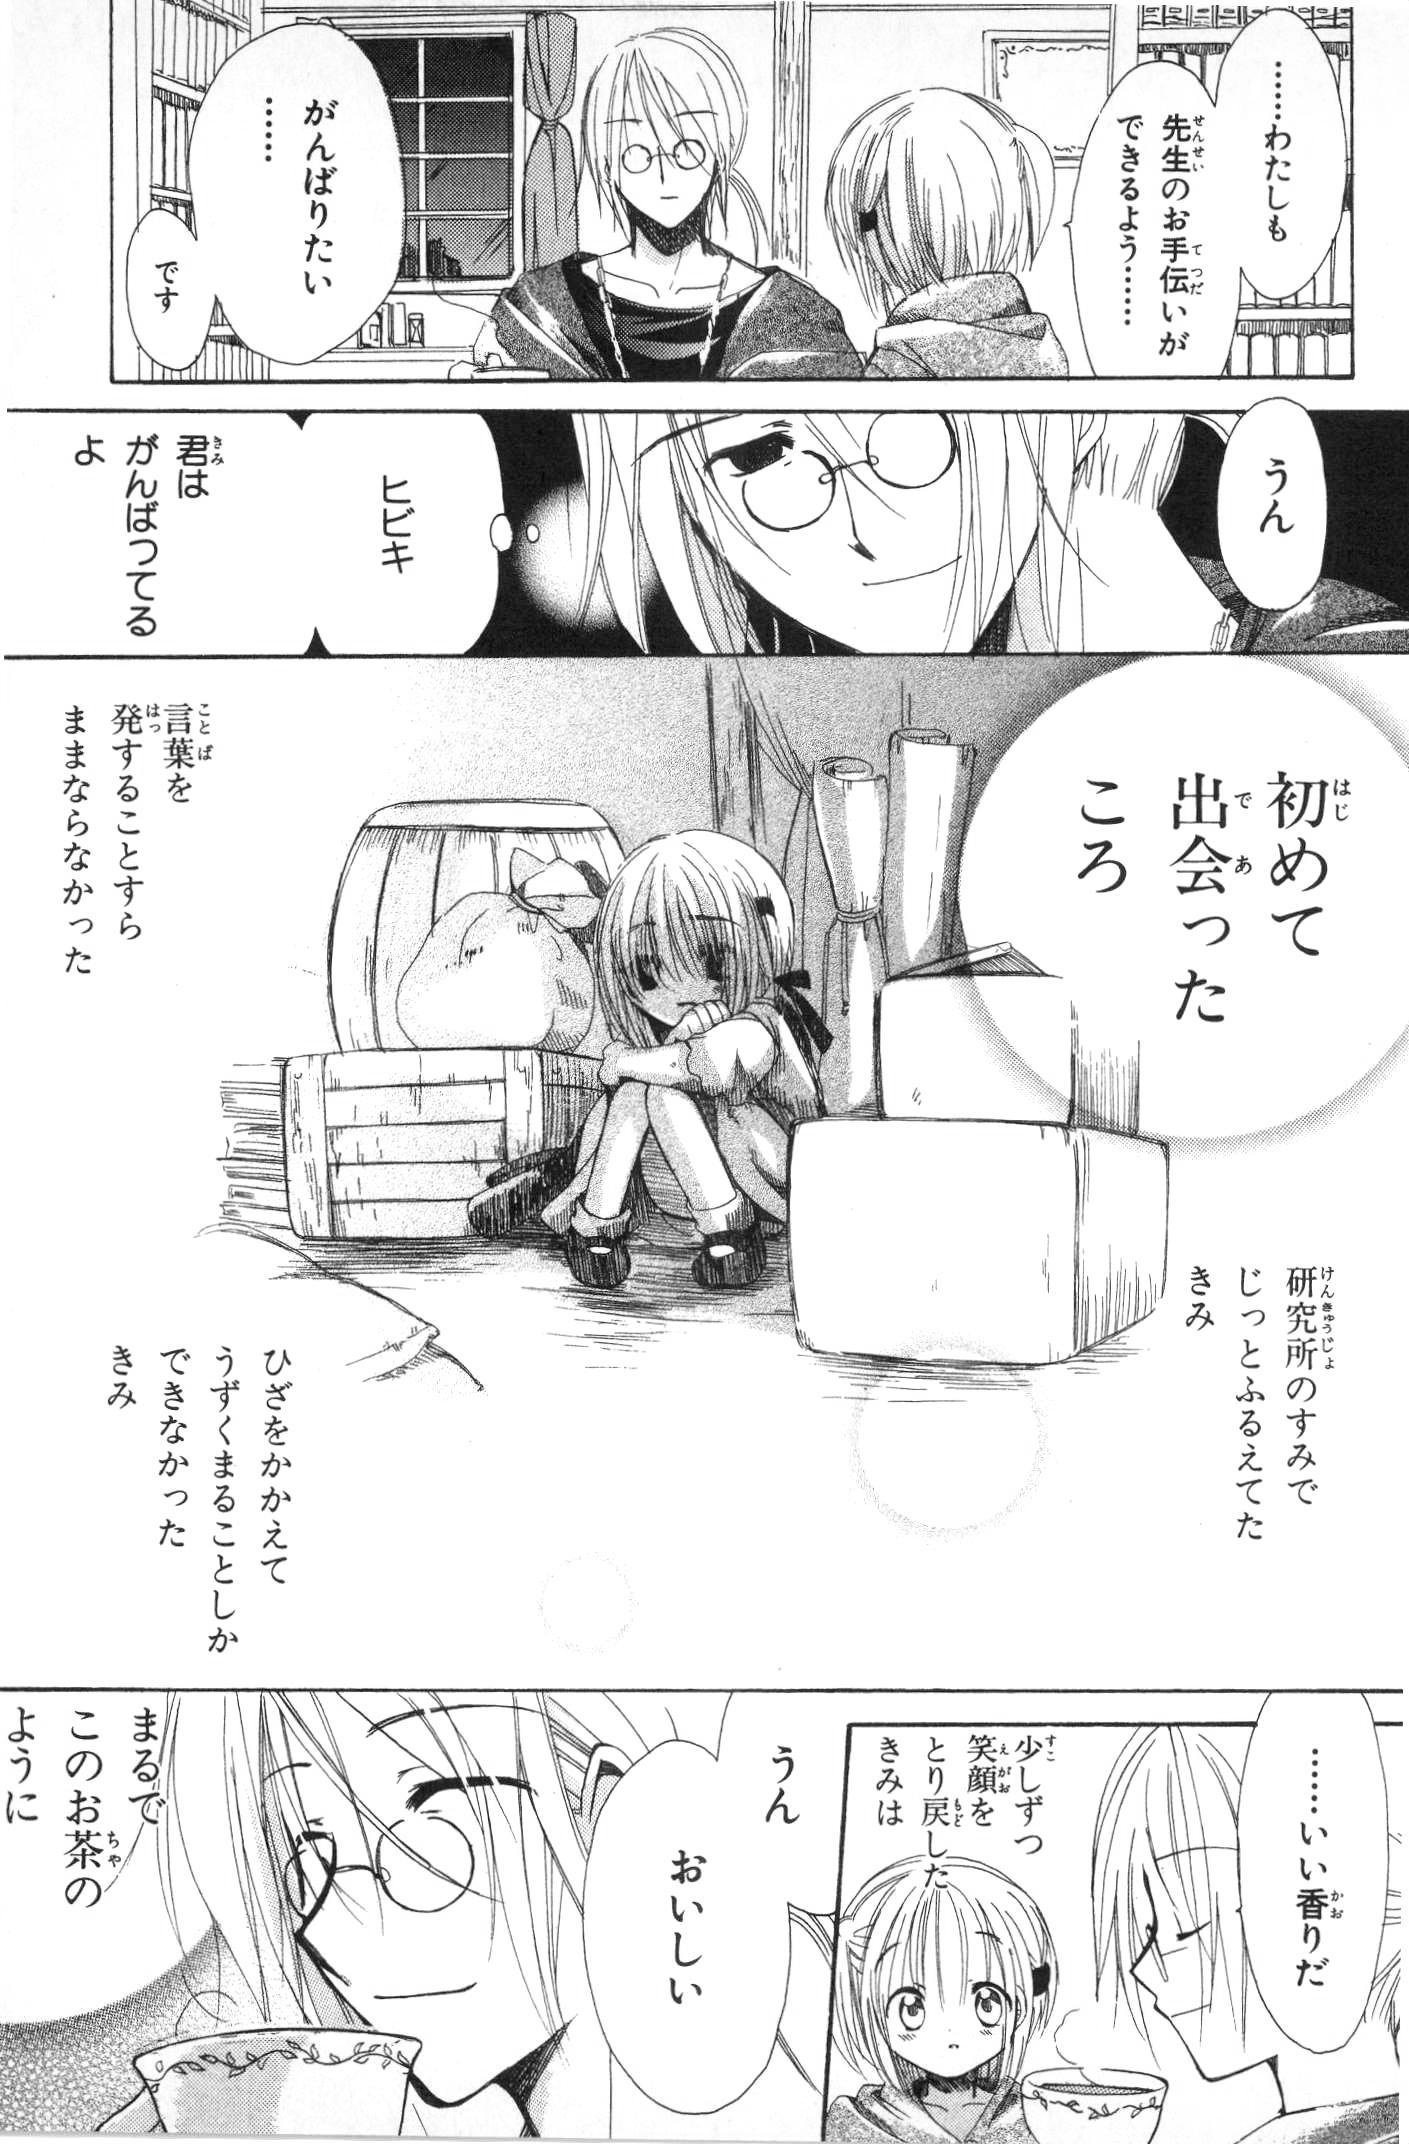 ……わたしも
先生のお手伝いが
できるよう……
がんばりたい
……
です
うん
ヒビキ
君は
がんばってる
よ
初めて
出会った
ころ
言葉を
発することすら
ままならなかった
研究所のすみで
じっとふるえてた
きみ
ひざをかかえて
うずくまることしか
できなかった
きみ
……いい香りだ
少しずつ
笑顔を
とり戻した
きみは
うん
おいしい
まるで
このお茶の
ように